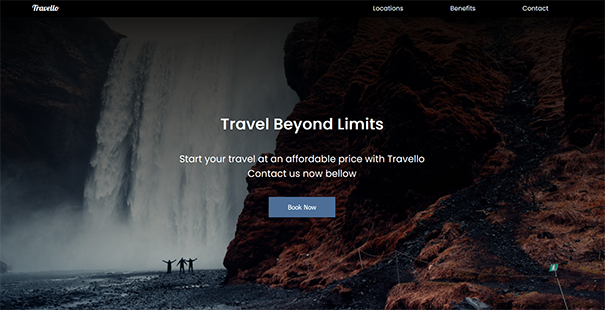 Travello
Locations
Benefits
Contact
Travel Beyond Limits
Start your travel at an affordable price with Travello
Contact us now bellow
Book Now